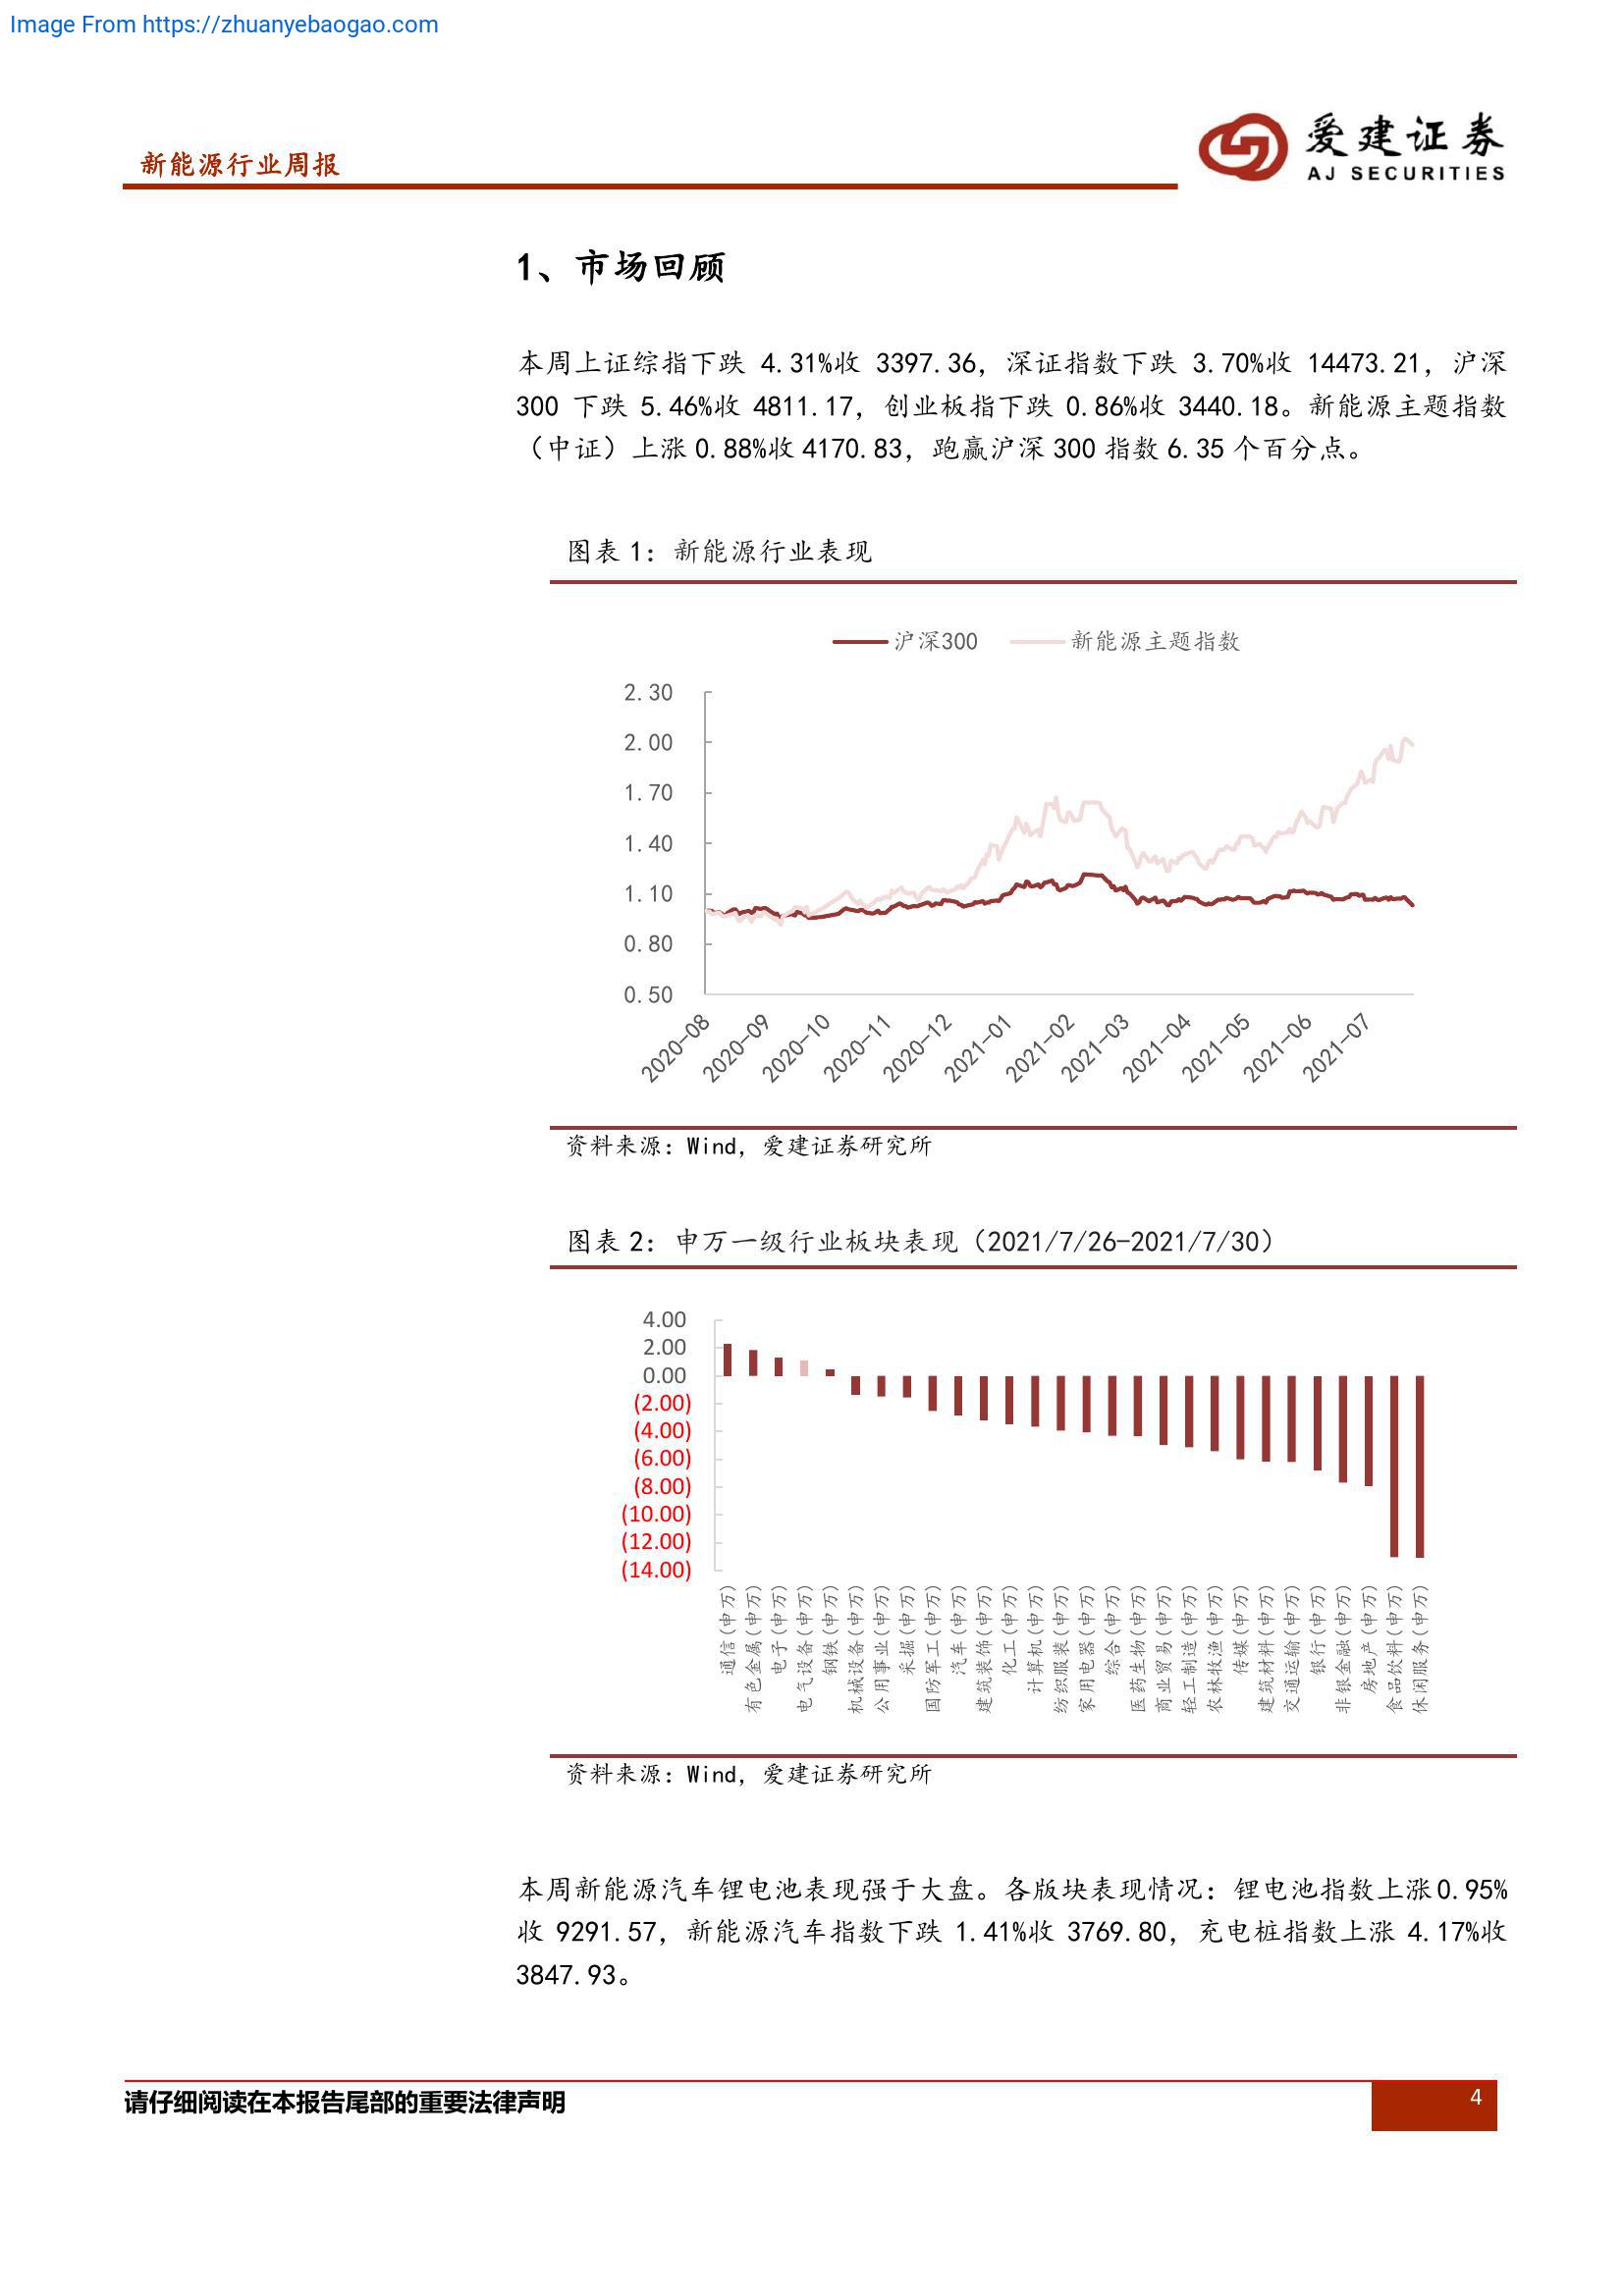 Image From https://zhuanyebaogao.com
新能源行业周报
爱建证券
AJ SECURITIES
1、市场回顾
本周上证综指下跌 4.31%收 3397.36，深证指数下跌 3.70%收 14473.21，沪深
300 下跌 5.46%收 4811.17，创业板指下跌 0.86%收 3440.18。新能源主题指数
（中证）上涨 0.88%收 4170.83，跑赢沪深 300 指数 6.35 个百分点。
图表 1：新能源行业表现
沪深300 新能源主题指数
2.30
2.00
1.70
1.40
1.10
0.80
0.50
2020-08 2020-09 2020-10 2020-11 2020-12 2021-01 2021-02 2021-03 2021-04 2021-05 2021-06 2021-07
资料来源：Wind，爱建证券研究所
图表 2：申万一级行业板块表现（2021/7/26-2021/7/30）
4.00
2.00
0.00
(2.00)
(4.00)
(6.00)
(8.00)
(10.00)
(12.00)
(14.00)
通信(申万)
有色金属(申万)
电子(申万)
电气设备(申万)
钢铁(申万)
机械设备(申万)
公用事业(申万)
采掘(申万)
国防军工(申万)
汽车(申万)
建筑装饰(申万)
化工(申万)
计算机(申万)
纺织服装(申万)
家用电器(申万)
综合(申万)
医药生物(申万)
商业贸易(申万)
轻工制造(申万)
农林牧渔(申万)
传媒(申万)
建筑材料(申万)
交通运输(申万)
银行(申万)
非银金融(申万)
房地产(申万)
食品饮料(申万)
休闲服务(申万)
资料来源：Wind，爱建证券研究所
本周新能源汽车锂电池表现强于大盘。各版块表现情况：锂电池指数上涨0.95%
收 9291.57，新能源汽车指数下跌 1.41%收 3769.80，充电桩指数上涨 4.17%收
3847.93。
请仔细阅读在本报告尾部的重要法律声明
4